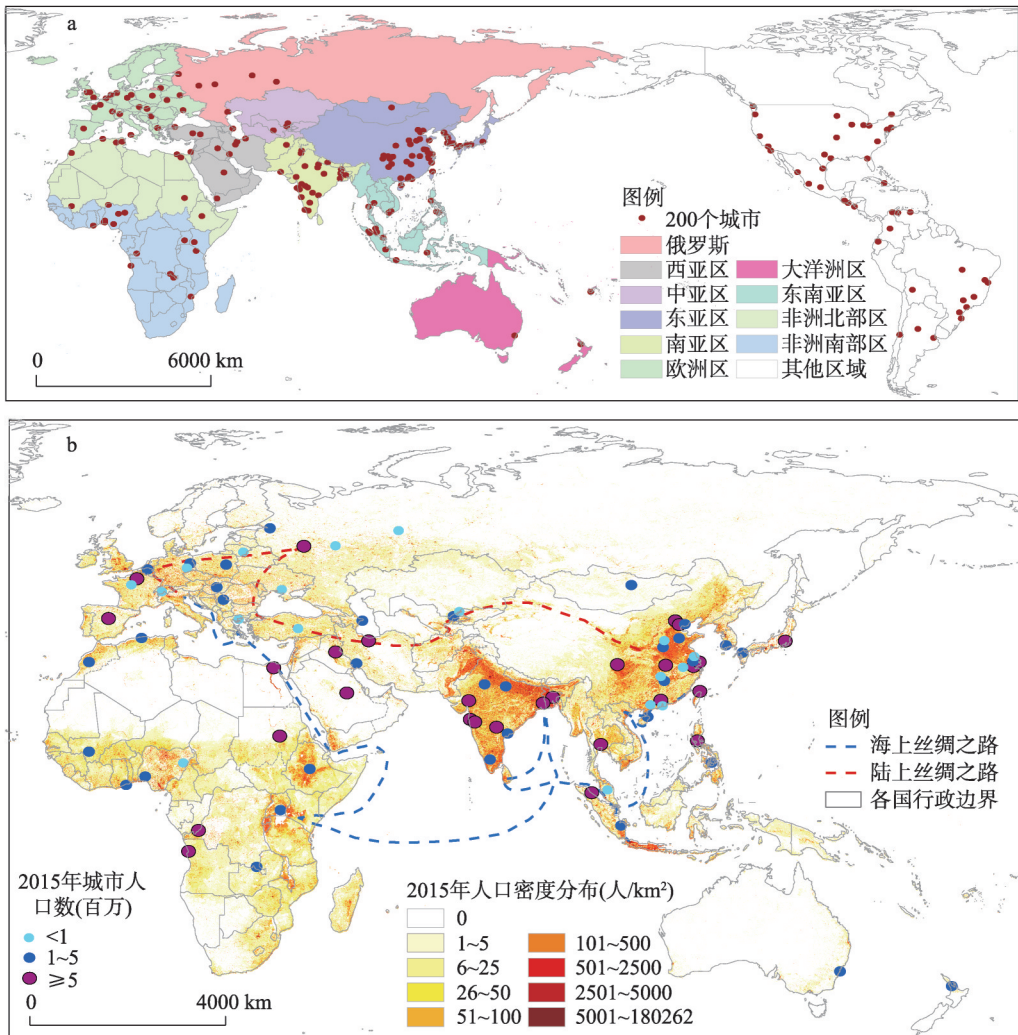 a
图例
200个城市
俄罗斯
西亚区
大洋洲区
中亚区
东南亚区
东亚区
非洲北部区
南亚区
非洲南部区
欧洲区
其他区域
0
6000 km
b
图例
海上丝绸之路
陆上丝绸之路
各国行政边界
2015年城市人
口数(百万)
<1
1~5
≥5
0
4000 km
2015年人口密度分布(人/km²)
0
1~5
101~500
6~25
501~2500
26~50
2501~5000
51~100
5001~180262